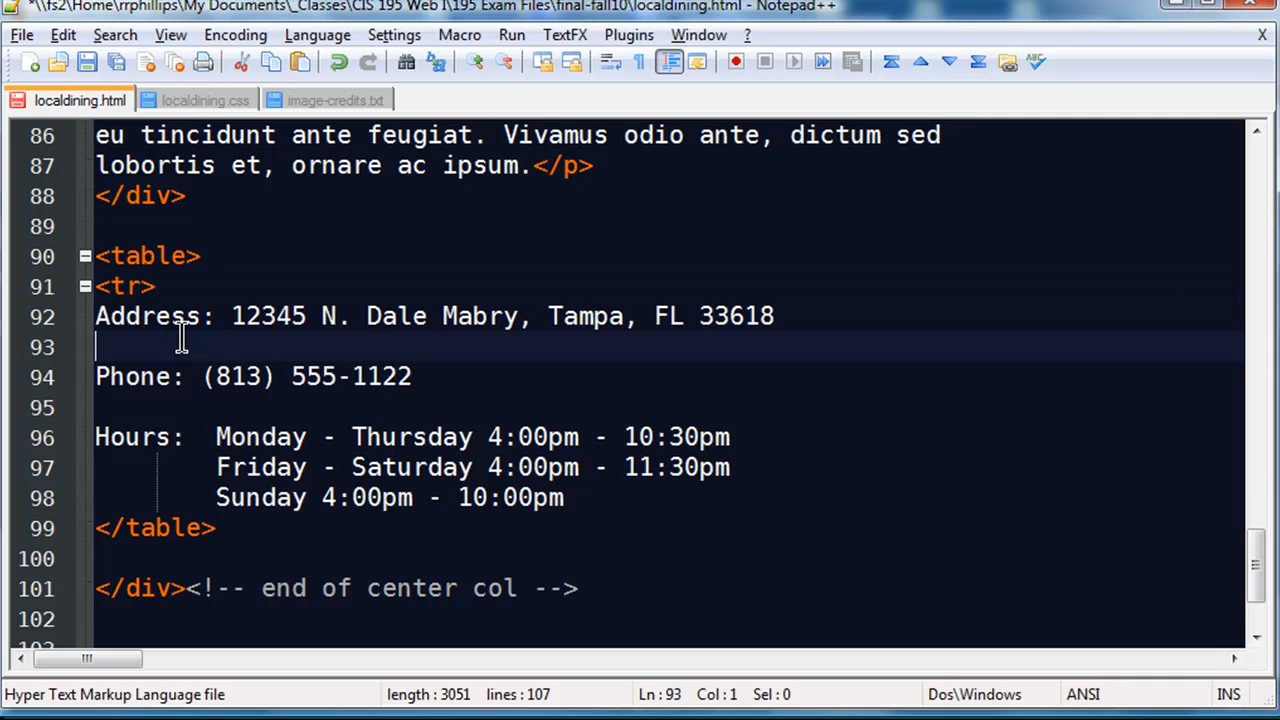 *\\fs2\Home\rrphillips\My Documents\_Classes\CIS 195 Web I\195 Exam Files\final-fall10\localdining.html - Notepad++
File Edit Search View Encoding Language Settings Macro Run TextFX Plugins Window ? X
localdining.html localdining.css image-credits.txt
86 eu tincidunt ante feugiat. Vivamus odio ante, dictum sed
87 lobortis et, ornare ac ipsum.</p>
88 </div>
89
90 <table>
91 <tr>
92 Address: 12345 N. Dale Mabry, Tampa, FL 33618
93
94 Phone: (813) 555-1122
95
96 Hours: Monday - Thursday 4:00pm - 10:30pm
97 Friday - Saturday 4:00pm - 11:30pm
98 Sunday 4:00pm - 10:00pm
99 </table>
100
101 </div><!-- end of center col -->
102
Hyper Text Markup Language file length : 3051 lines : 107 Ln : 93 Col : 1 Sel : 0 Dos\Windows ANSI INS